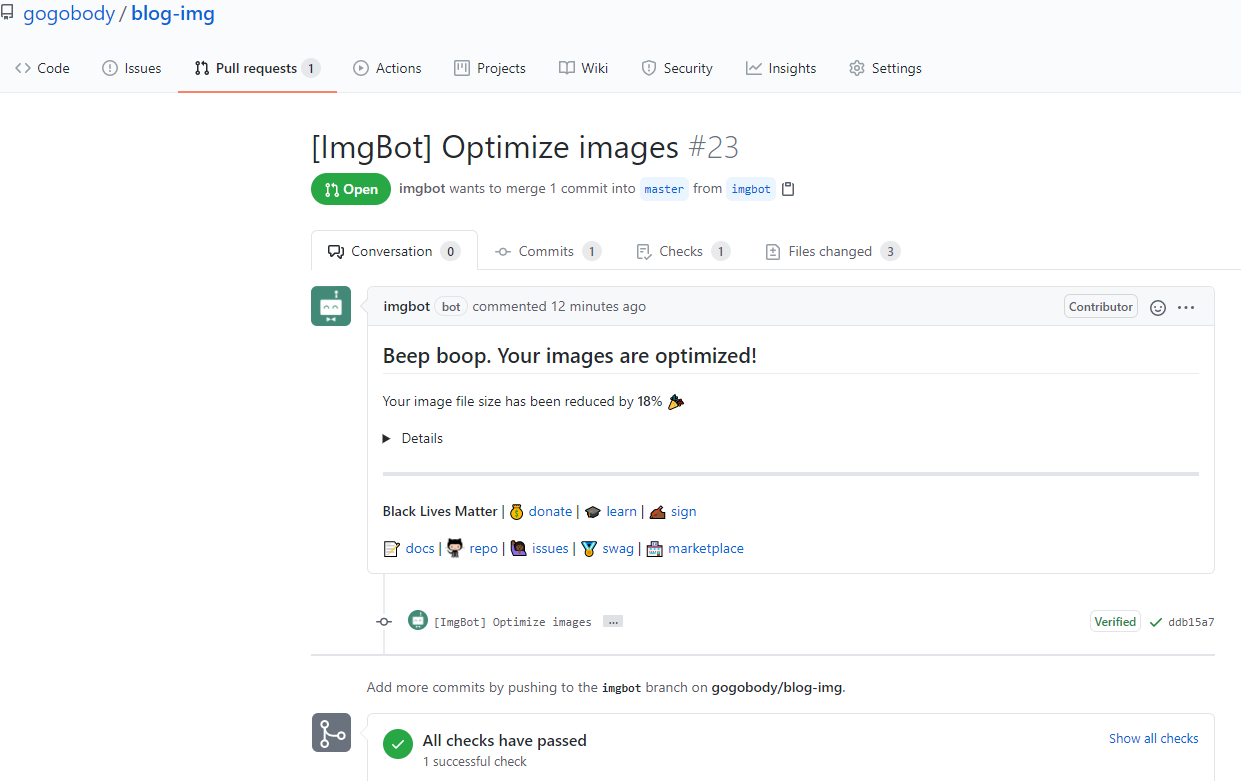 gogobody / blog-img
Code Issues Pull requests 1 Actions Projects Wiki Security Insights Settings
[ImgBot] Optimize images #23
Open imgbot wants to merge 1 commit into master from imgbot
Conversation 0 Commits 1 Checks 1 Files changed 3
imgbot bot commented 12 minutes ago Contributor ...
Beep boop. Your images are optimized!
Your image file size has been reduced by 18% 🎉
Details
Black Lives Matter | 💰 donate | 🎓 learn | ✍🏾 sign
📝 docs | repo | 🙋🏾 issues | 🏅 swag | 🏪 marketplace
[ImgBot] Optimize images ... Verified ddb15a7
Add more commits by pushing to the imgbot branch on gogobody/blog-img.
All checks have passed Show all checks
1 successful check